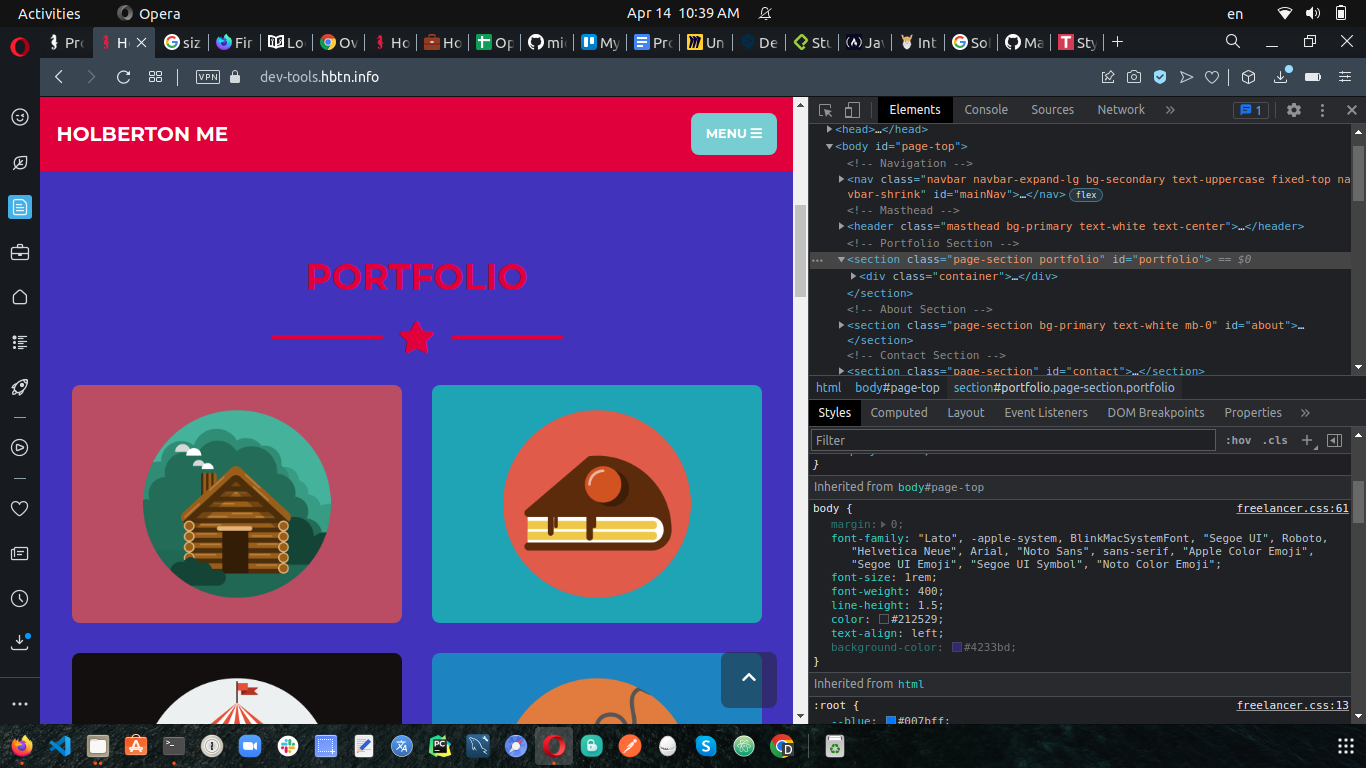 Activities Opera Apr 14 10:39 AM en
Pro H siz Fir Lo Ov Ho Ho Op mi My Pro Un De Stu Jav Int Sol Ma Sty
VPN dev-tools.hbtn.info
HOLBERTON ME
MENU
PORTFOLIO
Elements Console Sources Network » 1
<head>…</head>
<body id="page-top">
<!-- Navigation -->
<nav class="navbar navbar-expand-lg bg-secondary text-uppercase fixed-top na
vbar-shrink" id="mainNav">…</nav> flex
<!-- Masthead -->
<header class="masthead bg-primary text-white text-center">…</header>
<!-- Portfolio Section -->
<section class="page-section portfolio" id="portfolio"> == $0
<div class="container">…</div>
</section>
<!-- About Section -->
<section class="page-section bg-primary text-white mb-0" id="about">…
</section>
<!-- Contact Section -->
<section class="page-section" id="contact">…</section>
html body#page-top section#portfolio.page-section.portfolio
Styles Computed Layout Event Listeners DOM Breakpoints Properties »
Filter :hov .cls +
}
Inherited from body#page-top
body { freelancer.css:61
margin: 0;
font-family: "Lato", -apple-system, BlinkMacSystemFont, "Segoe UI", Roboto,
"Helvetica Neue", Arial, "Noto Sans", sans-serif, "Apple Color Emoji",
"Segoe UI Emoji", "Segoe UI Symbol", "Noto Color Emoji";
font-size: 1rem;
font-weight: 400;
line-height: 1.5;
color: #212529;
text-align: left;
background-color: #4233bd;
}
Inherited from html
:root { freelancer.css:13
--blue: #007bff;